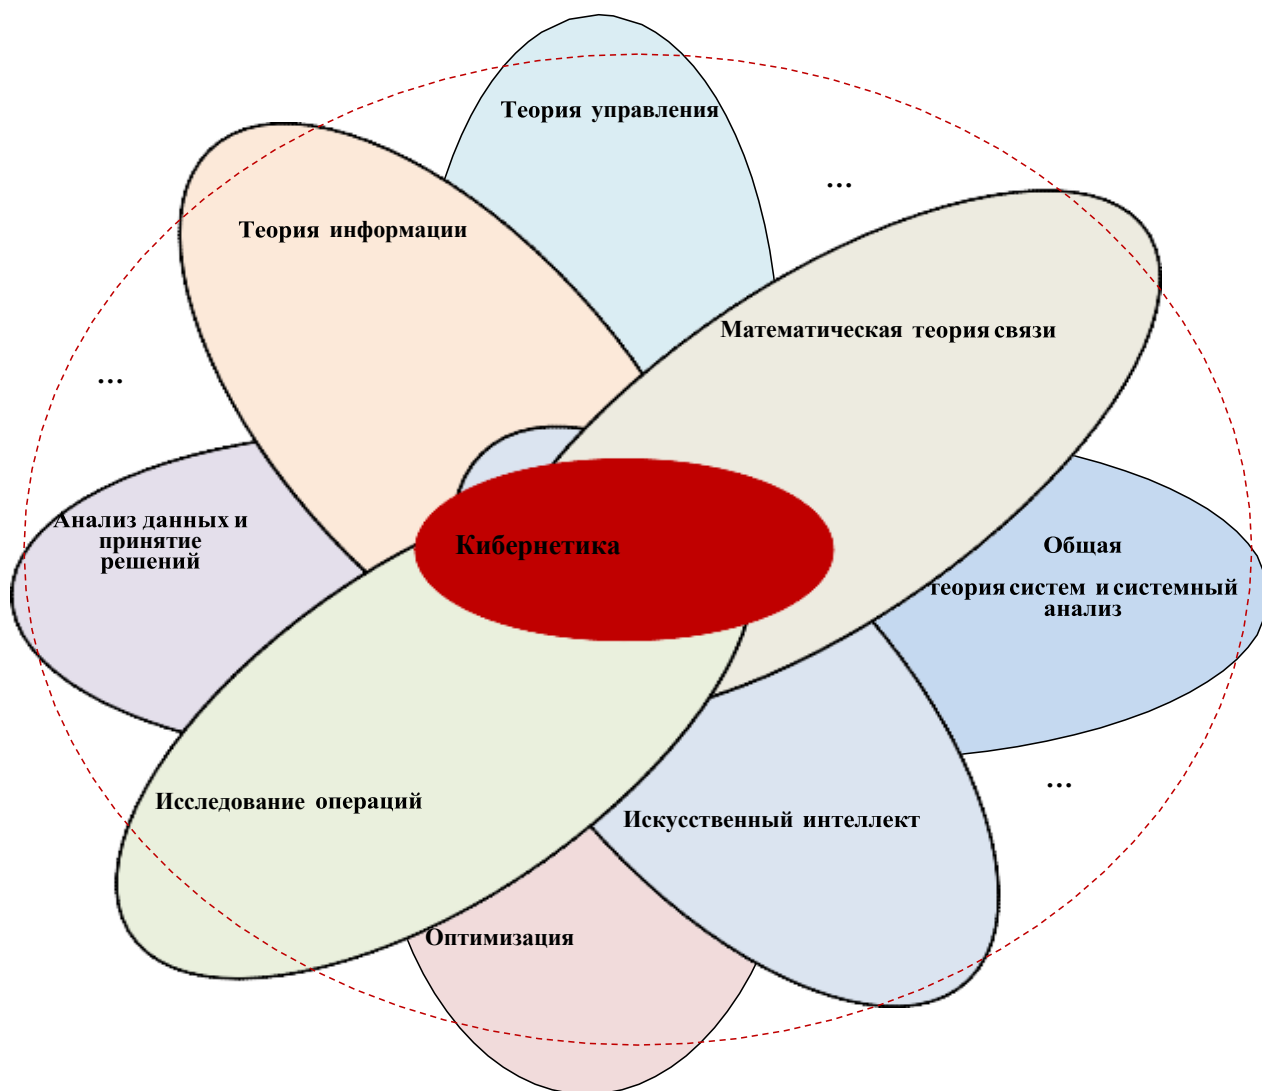 Теория управления
...
Теория информации
Математическая теория связи
...
Анализ данных и
принятие
решений
Кибернетика
Общая
теория систем и системный
анализ
...
Исследование операций
Искусственный интеллект
Оптимизация